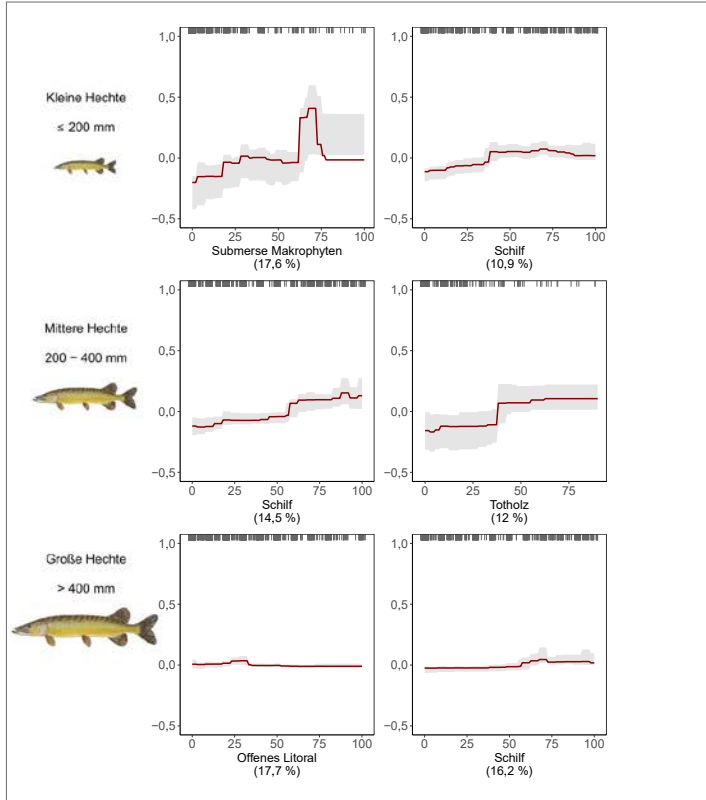 Kleine Hechte
≤ 200 mm
1,0
0,5
0,0
−0,5
0 25 50 75 100
Submerse Makrophyten
(17,6 %)
1,0
0,5
0,0
−0,5
0 25 50 75 100
Schilf
(10,9 %)
Mittere Hechte
200 − 400 mm
1,0
0,5
0,0
−0,5
0 25 50 75 100
Schilf
(14,5 %)
1,0
0,5
0,0
−0,5
0 25 50 75
Totholz
(12 %)
Große Hechte
> 400 mm
1,0
0,5
0,0
−0,5
0 25 50 75 100
Offenes Litoral
(17,7 %)
1,0
0,5
0,0
−0,5
0 25 50 75 100
Schilf
(16,2 %)